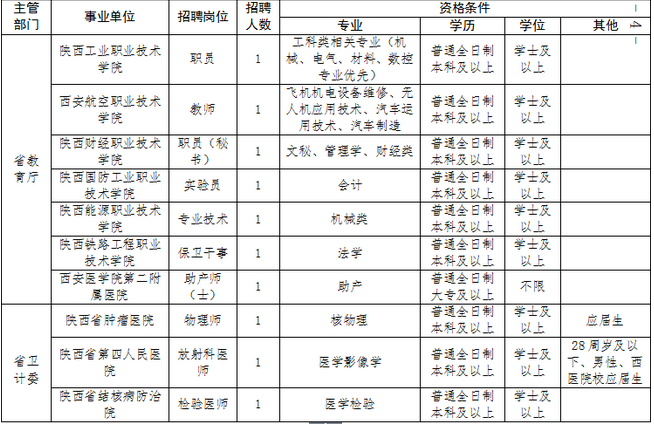 主管部门 事业单位 招聘岗位 招聘人数 资格条件
专业 学历 学位 其他
— 4 —
省教育厅
陕西工业职业技术学院 职员 1 工科类相关专业（机械、电气、材料、数控专业优先） 普通全日制本科及以上 学士及以上
西安航空职业技术学院 教师 1 飞机机电设备维修、无人机应用技术、汽车运用技术、汽车制造 普通全日制本科及以上 学士及以上
陕西财经职业技术学院 职员（秘书） 1 文秘、管理学、财经类 普通全日制本科及以上 学士及以上
陕西国防工业职业技术学院 实验员 1 会计 普通全日制本科及以上 学士及以上
陕西能源职业技术学院 专业技术 1 机械类 普通全日制本科及以上 学士及以上
陕西铁路工程职业技术学院 保卫干事 1 法学 普通全日制本科及以上 学士及以上
西安医学院第二附属医院 助产师（士） 1 助产 普通全日制大专及以上 不限
省卫计委
陕西省肿瘤医院 物理师 1 核物理 普通全日制本科及以上 学士及以上 应届生
陕西省第四人民医院 放射科医师 1 医学影像学 普通全日制本科及以上 学士及以上 28周岁及以下、男性、西医院校应届生
陕西省结核病防治院 检验医师 1 医学检验 普通全日制本科及以上 学士及以上